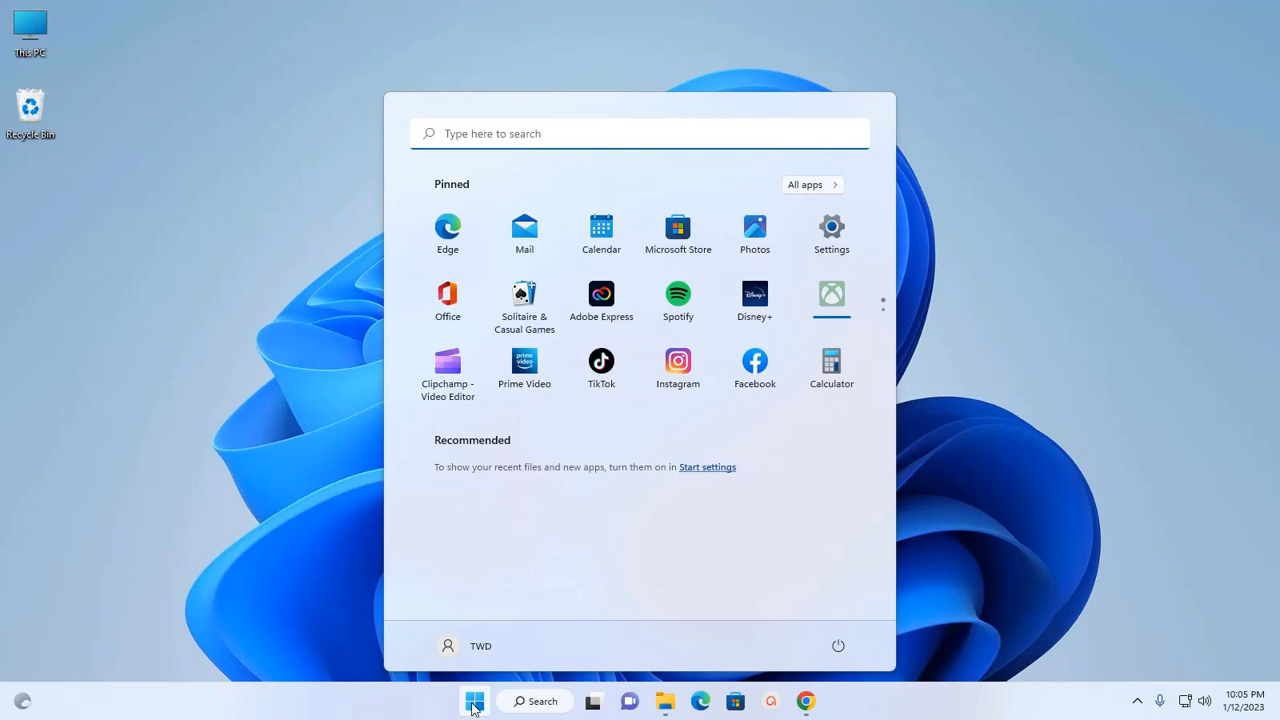 This PC
Recycle Bin
Type here to search
Pinned
All apps
Edge
Mail
Calendar
Microsoft Store
Photos
Settings
Office
Solitaire &
Casual Games
Adobe Express
Spotify
Disney+
Disney+
Clipchamp -
Video Editor
prime
video
Prime Video
TikTok
Instagram
Facebook
Calculator
Recommended
To show your recent files and new apps, turn them on in Start settings
TWD
Search
10:05 PM
1/12/2023